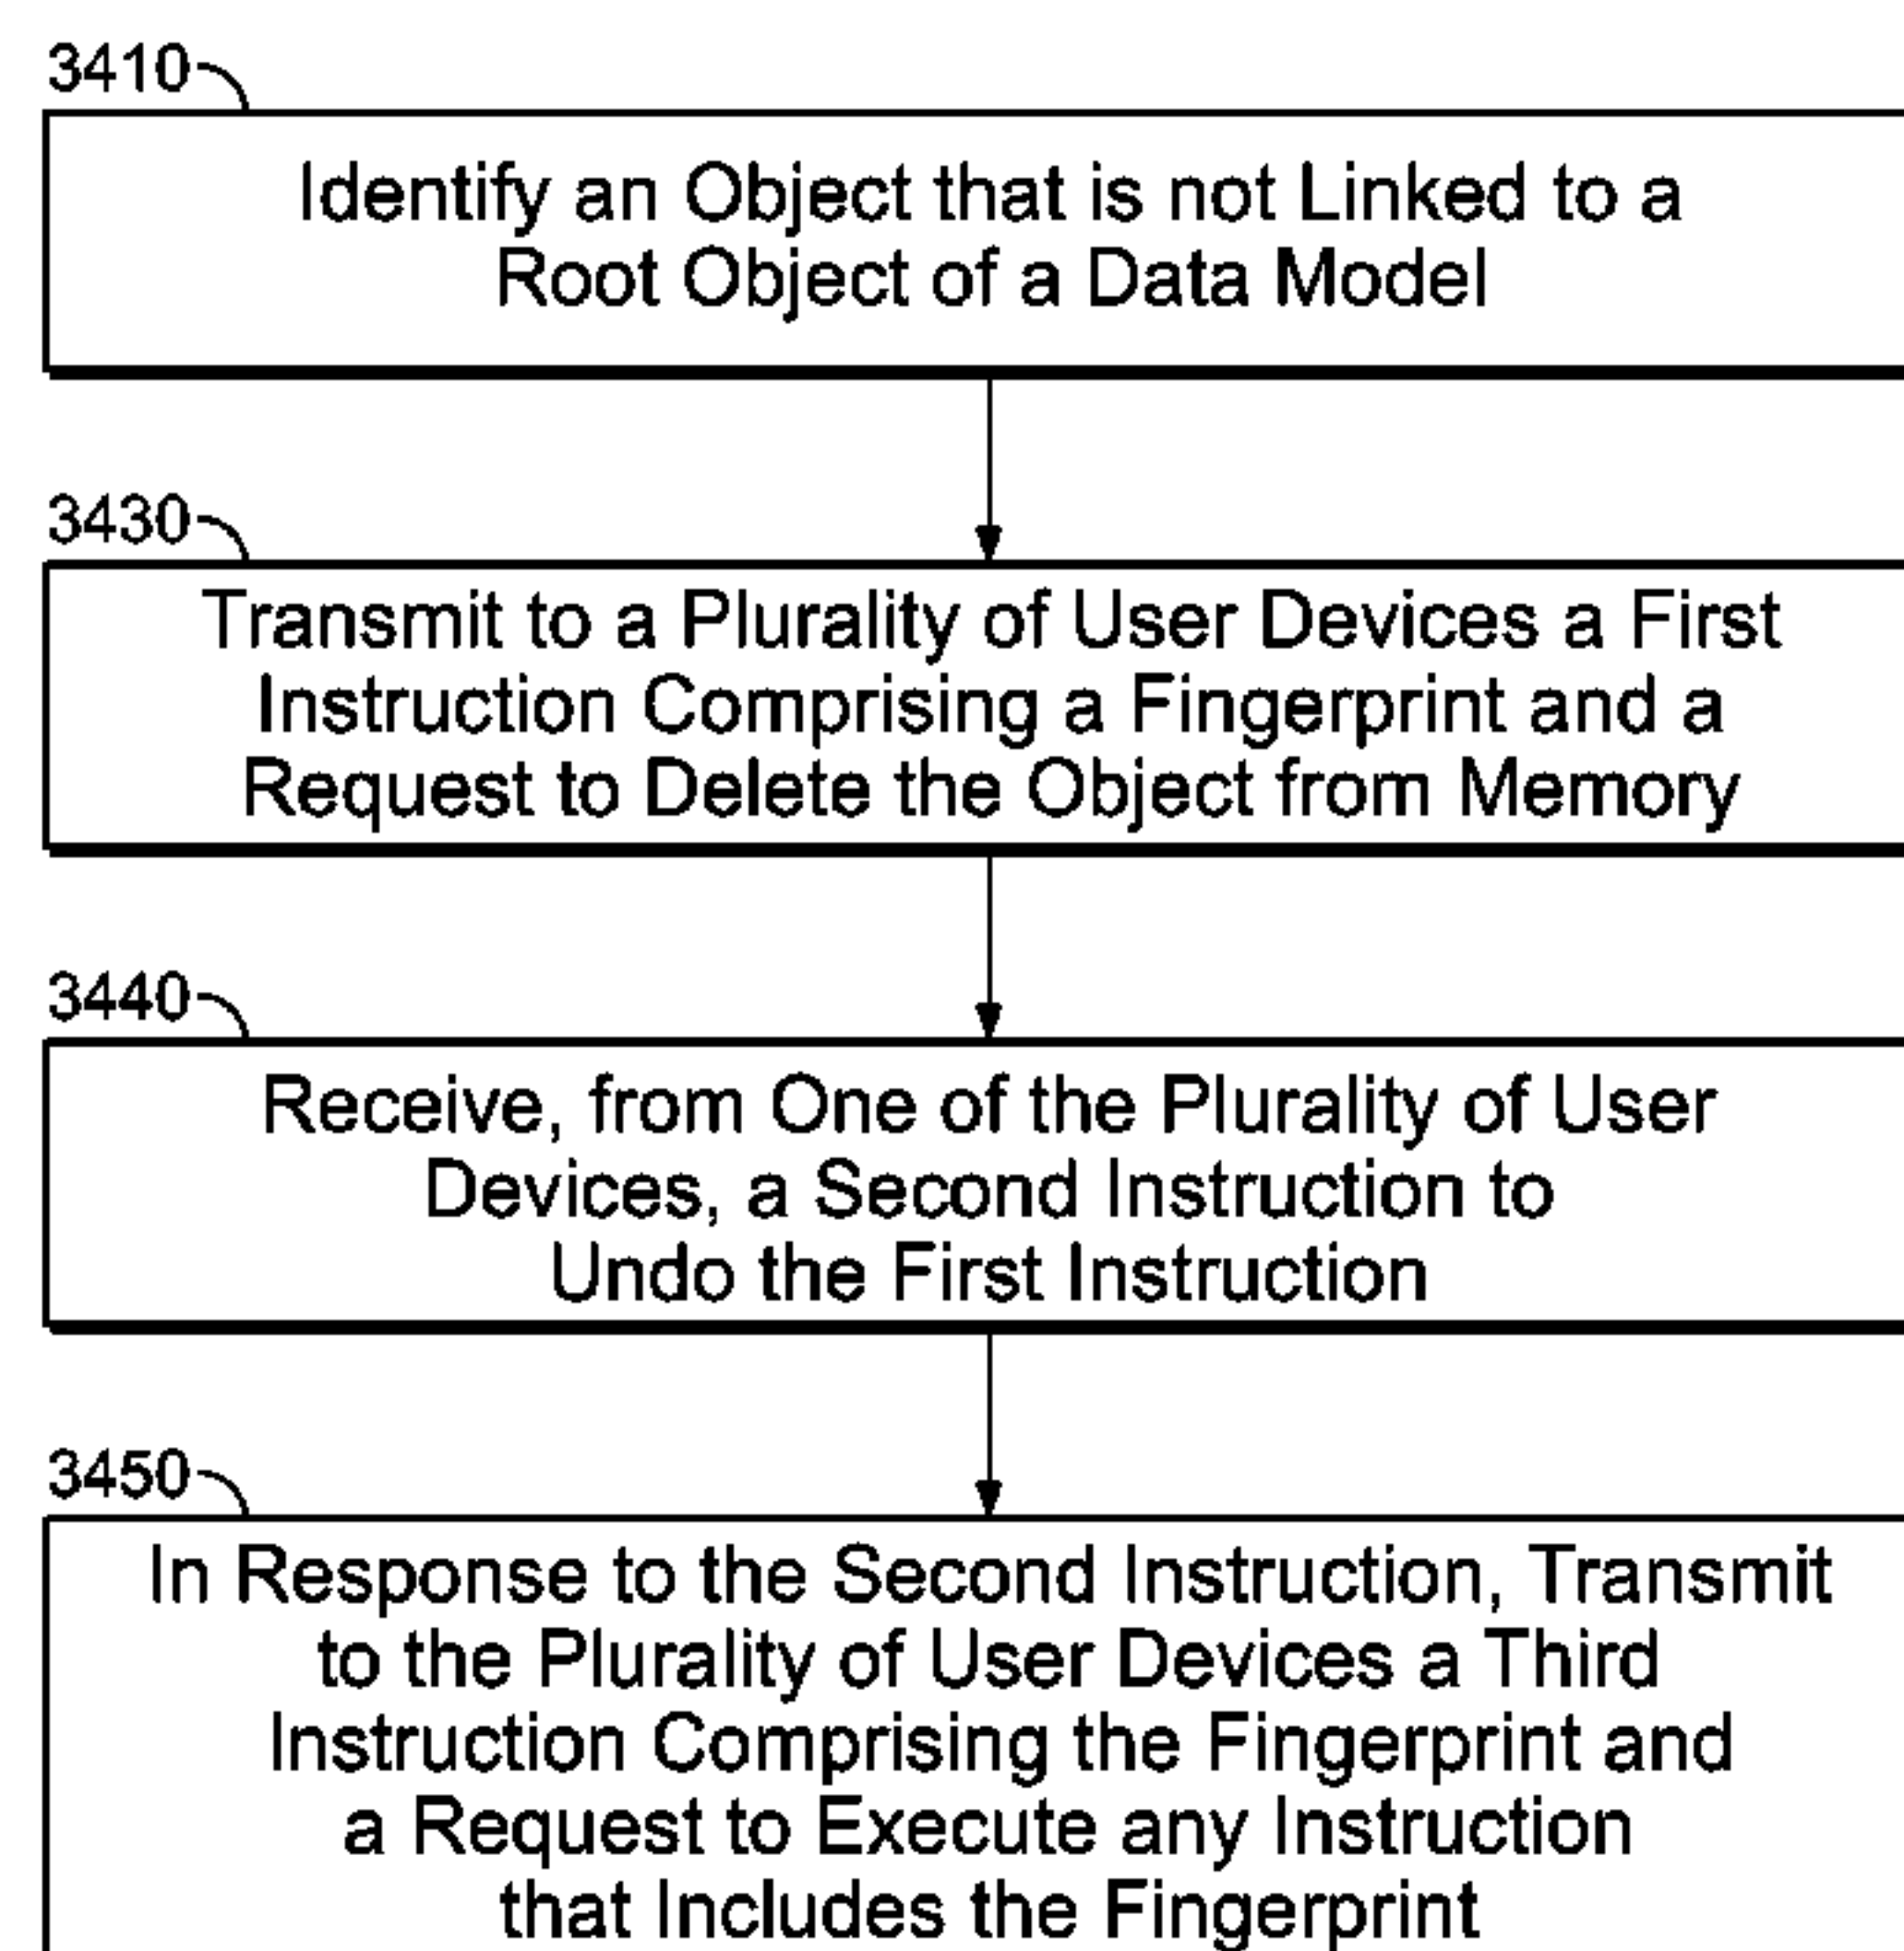 3410
Identify an Object that is not Linked to a
Root Object of a Data Model
3430
Transmit to a Plurality of User Devices a First
Instruction Comprising a Fingerprint and a
Request to Delete the Object from Memory
3440
Receive, from One of the Plurality of User
Devices, a Second Instruction to
Undo the First Instruction
3450
In Response to the Second Instruction, Transmit
to the Plurality of User Devices a Third
Instruction Comprising the Fingerprint and
a Request to Execute any Instruction
that Includes the Fingerprint